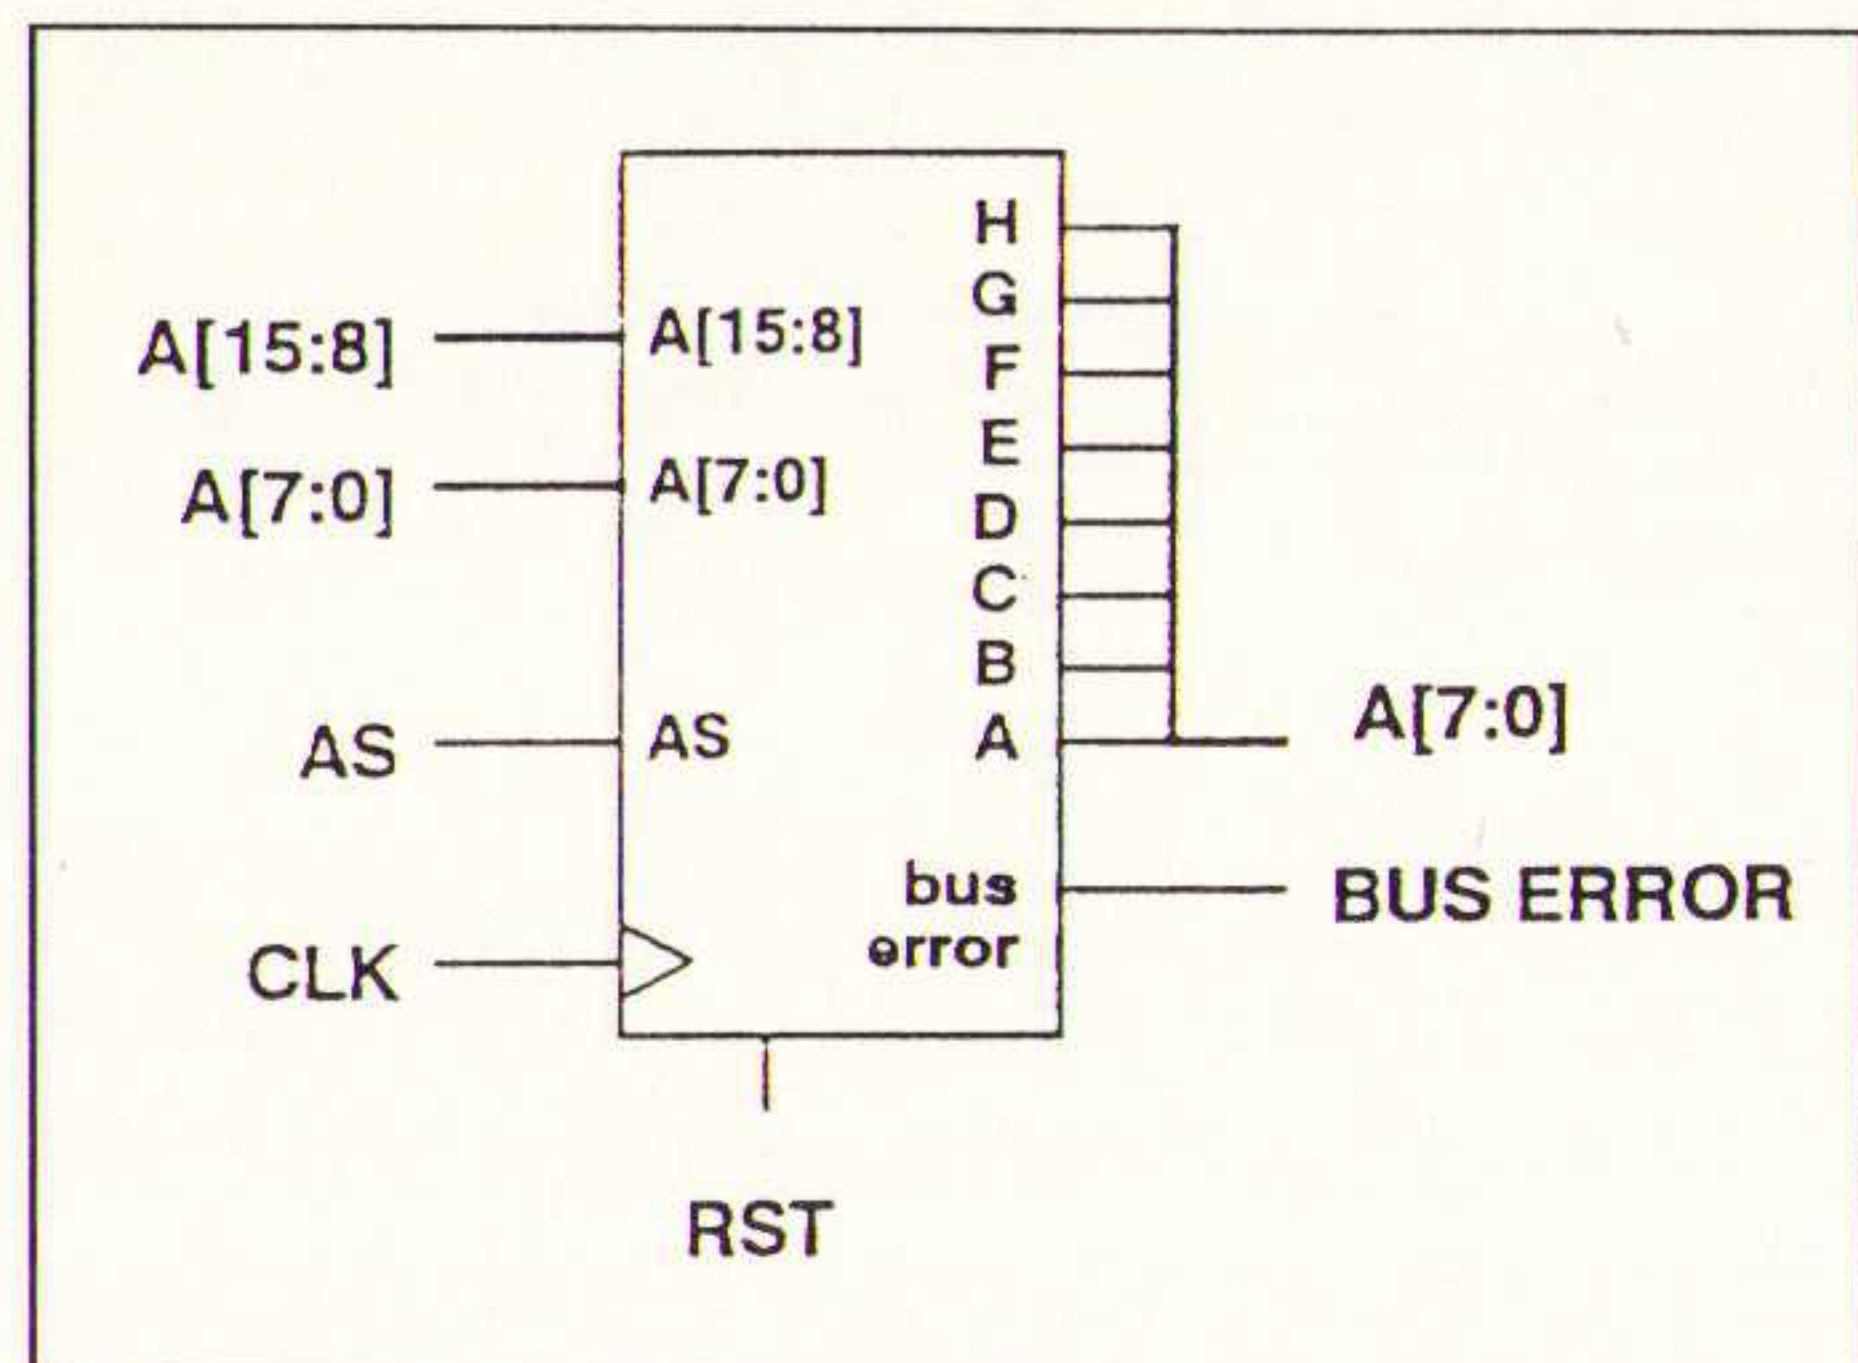 H
G
A[15:8] A[15:8]
F
E
A[7:0] A[7:0]
D
C
B
A[7:0]
AS AS A
bus BUS ERROR
error
CLK
RST